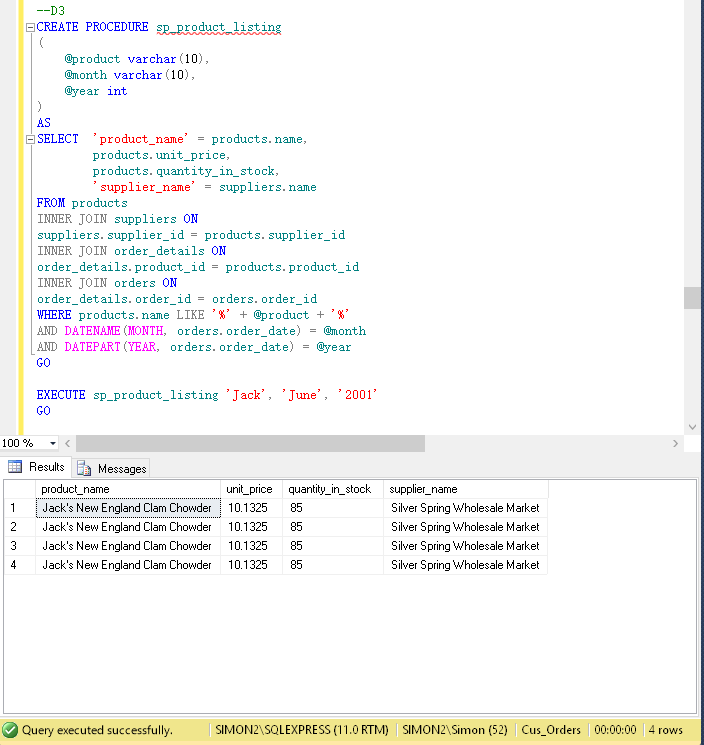 --D3
CREATE PROCEDURE sp_product_listing
(
@product varchar(10),
@month varchar(10),
@year int
)
AS
SELECT 'product_name' = products.name,
products.unit_price,
products.quantity_in_stock,
'supplier_name' = suppliers.name
FROM products
INNER JOIN suppliers ON
suppliers.supplier_id = products.supplier_id
INNER JOIN order_details ON
order_details.product_id = products.product_id
INNER JOIN orders ON
order_details.order_id = orders.order_id
WHERE products.name LIKE '%' + @product + '%'
AND DATENAME(MONTH, orders.order_date) = @month
AND DATEPART(YEAR, orders.order_date) = @year
GO
EXECUTE sp_product_listing 'Jack', 'June', '2001'
GO
100 %
Results Messages
product_name unit_price quantity_in_stock supplier_name
1 Jack's New England Clam Chowder 10.1325 85 Silver Spring Wholesale Market
2 Jack's New England Clam Chowder 10.1325 85 Silver Spring Wholesale Market
3 Jack's New England Clam Chowder 10.1325 85 Silver Spring Wholesale Market
4 Jack's New England Clam Chowder 10.1325 85 Silver Spring Wholesale Market
Query executed successfully. SIMON2\SQLEXPRESS (11.0 RTM) SIMON2\Simon (52) Cus_Orders 00:00:00 4 rows